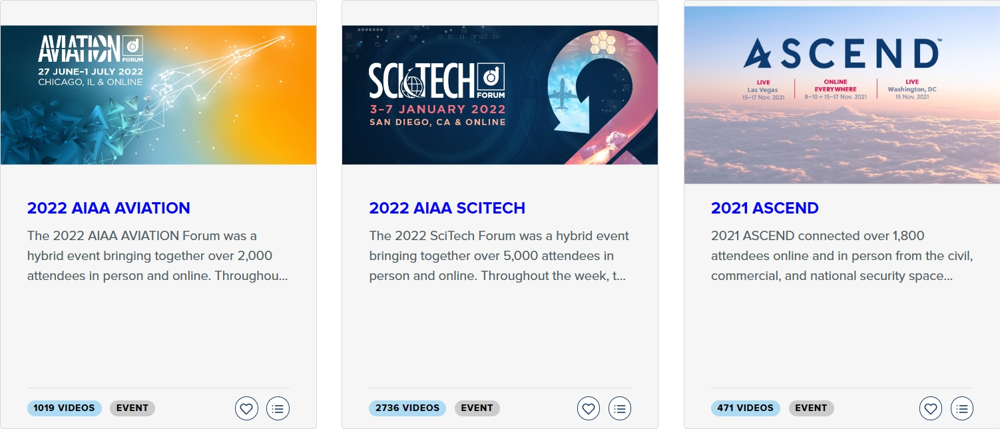 AVIATION
FORUM
27 JUNE–1 JULY 2022
CHICAGO, IL & ONLINE
2022 AIAA AVIATION
The 2022 AIAA AVIATION Forum was a
hybrid event bringing together over 2,000
attendees in person and online. Throughou...
1019 VIDEOS
EVENT
SCITECH
FORUM
3–7 JANUARY 2022
SAN DIEGO, CA & ONLINE
2022 AIAA SCITECH
The 2022 SciTech Forum was a hybrid event
bringing together over 5,000 attendees in
person and online. Throughout the week, t...
2736 VIDEOS
EVENT
ASCEND™
LIVE
Las Vegas
15–17 Nov. 2021
ONLINE
EVERYWHERE
8–10 + 15–17 Nov. 2021
LIVE
Washington, DC
15 Nov. 2021
2021 ASCEND
2021 ASCEND connected over 1,800
attendees online and in person from the civil,
commercial, and national security space...
471 VIDEOS
EVENT